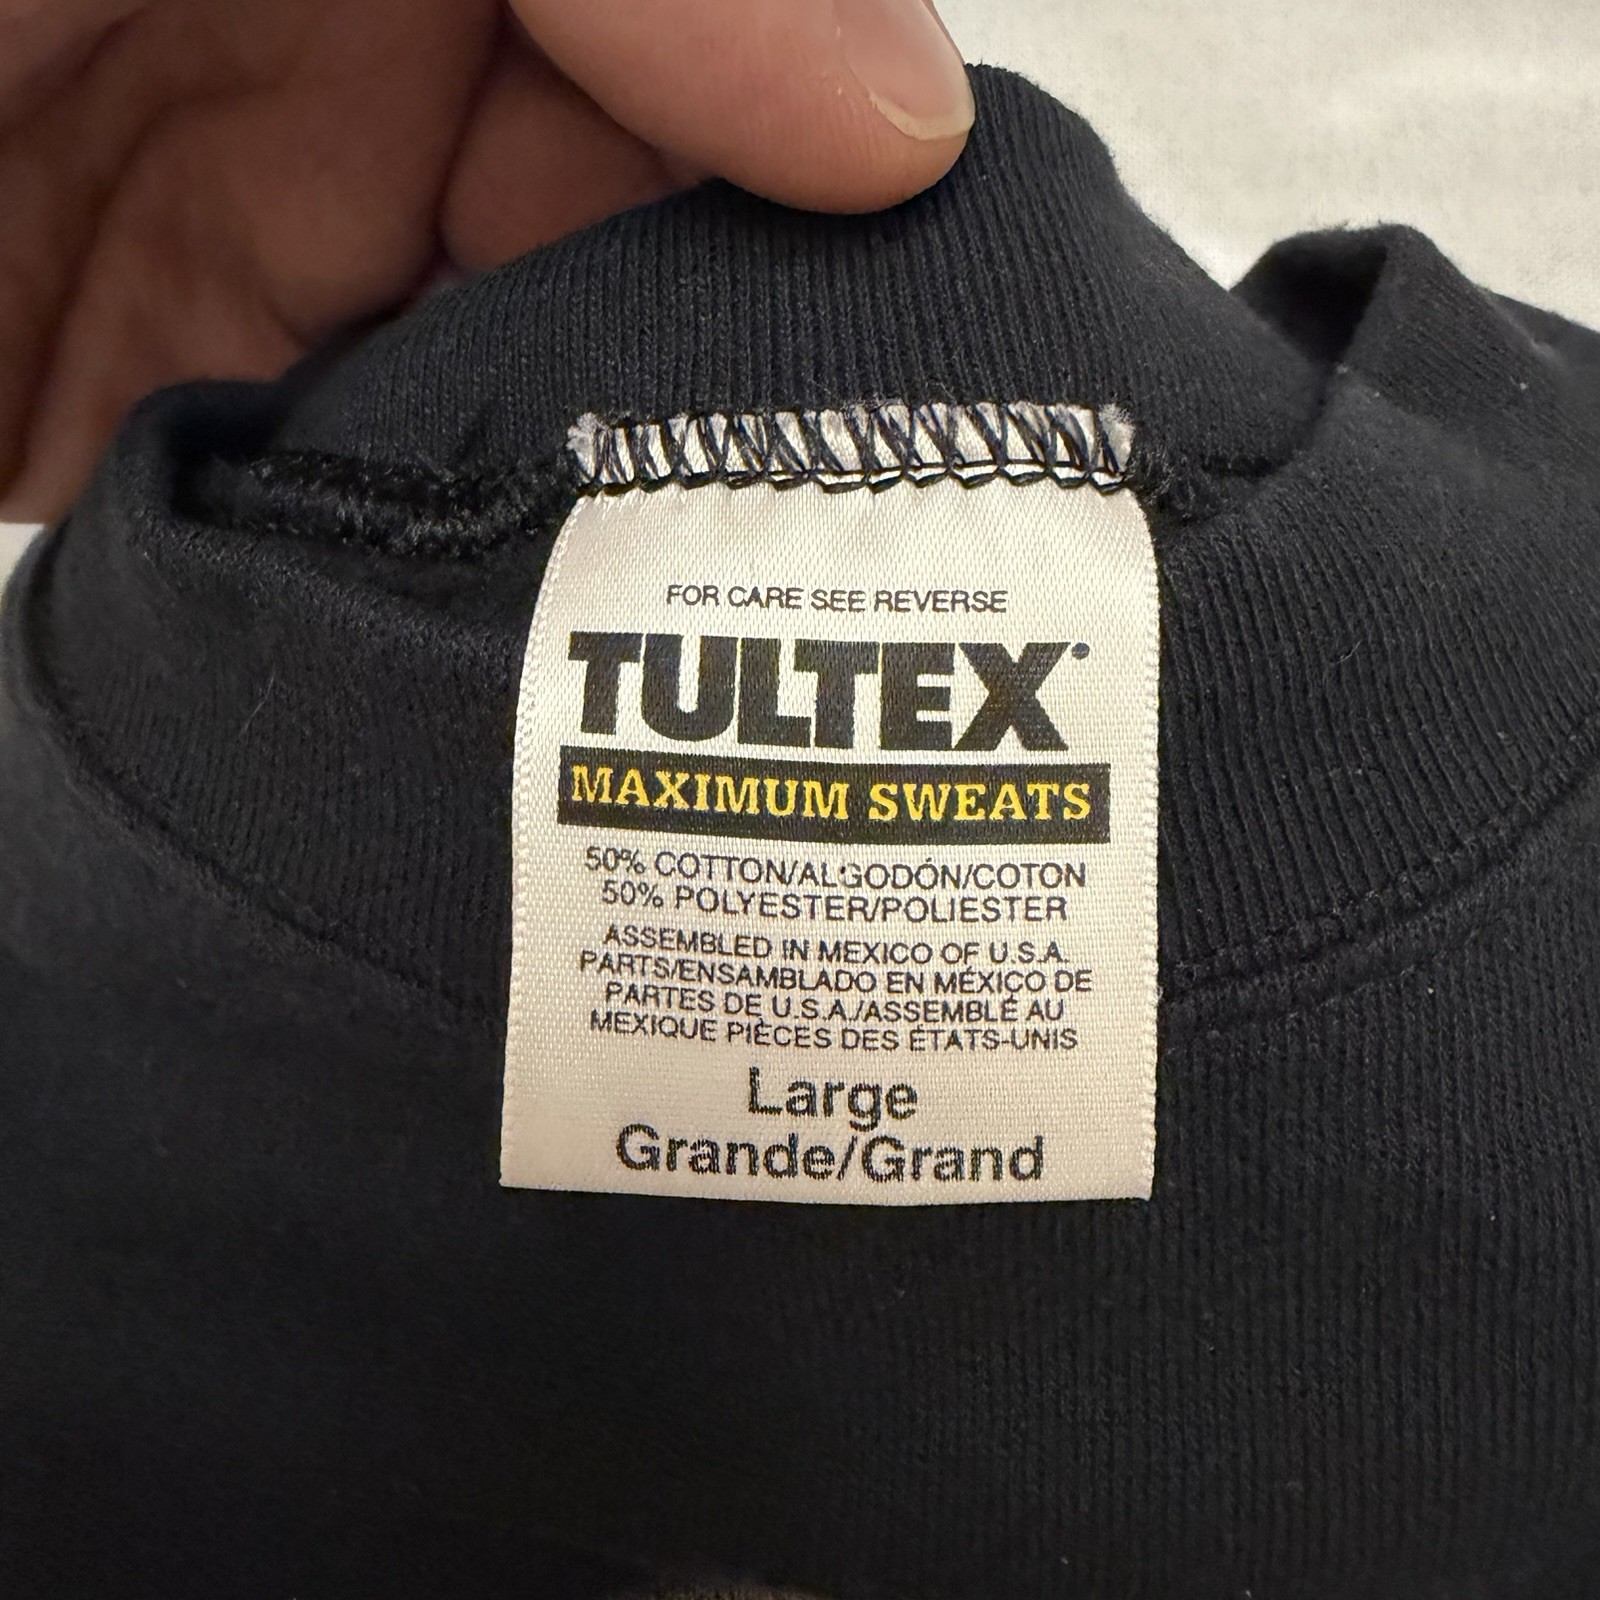 FOR CARE SEE REVERSE
TULTEX®
MAXIMUM SWEATS
50% COTTON/ALGODÓN/COTON
50% POLYESTER/POLIESTER
ASSEMBLED IN MEXICO OF U.S.A.
PARTS/ENSAMBLADO EN MÉXICO DE
PARTES DE U.S.A./ASSEMBLÉ AU
MEXIQUE PIÈCES DES ÉTATS-UNIS
Large
Grande/Grand